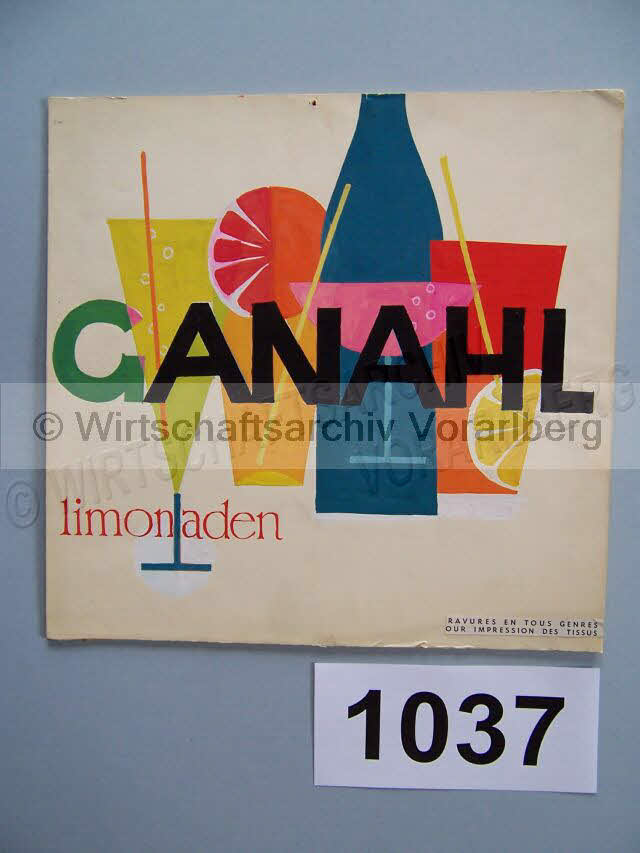 GANAHL
© Wirtschaftsarchiv Vorarlberg
limonaden
RAVURES EN TOUS GENRES
OUR IMPRESSION DES TISSUS
1037